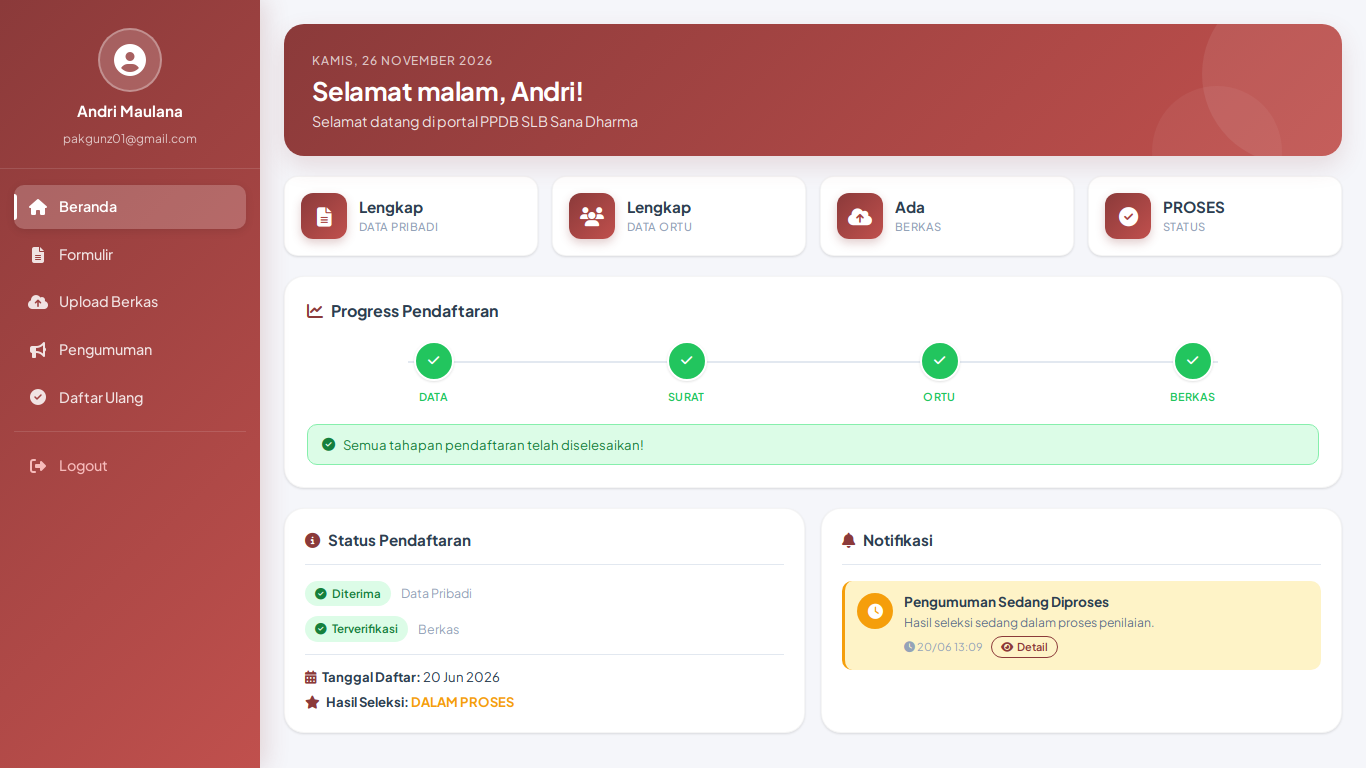 Andri Maulana
pakgunz01@gmail.com
Beranda
Formulir
Upload Berkas
Pengumuman
Daftar Ulang
Logout
KAMIS, 26 NOVEMBER 2026
Selamat malam, Andri!
Selamat datang di portal PPDB SLB Sana Dharma
Lengkap
DATA PRIBADI
Lengkap
DATA ORTU
Ada
BERKAS
PROSES
STATUS
Progress Pendaftaran
DATA
SURAT
ORTU
BERKAS
Semua tahapan pendaftaran telah diselesaikan!
Status Pendaftaran
Diterima Data Pribadi
Terverifikasi Berkas
Tanggal Daftar: 20 Jun 2026
Hasil Seleksi: DALAM PROSES
Notifikasi
Pengumuman Sedang Diproses
Hasil seleksi sedang dalam proses penilaian.
20/06 13:09 Detail